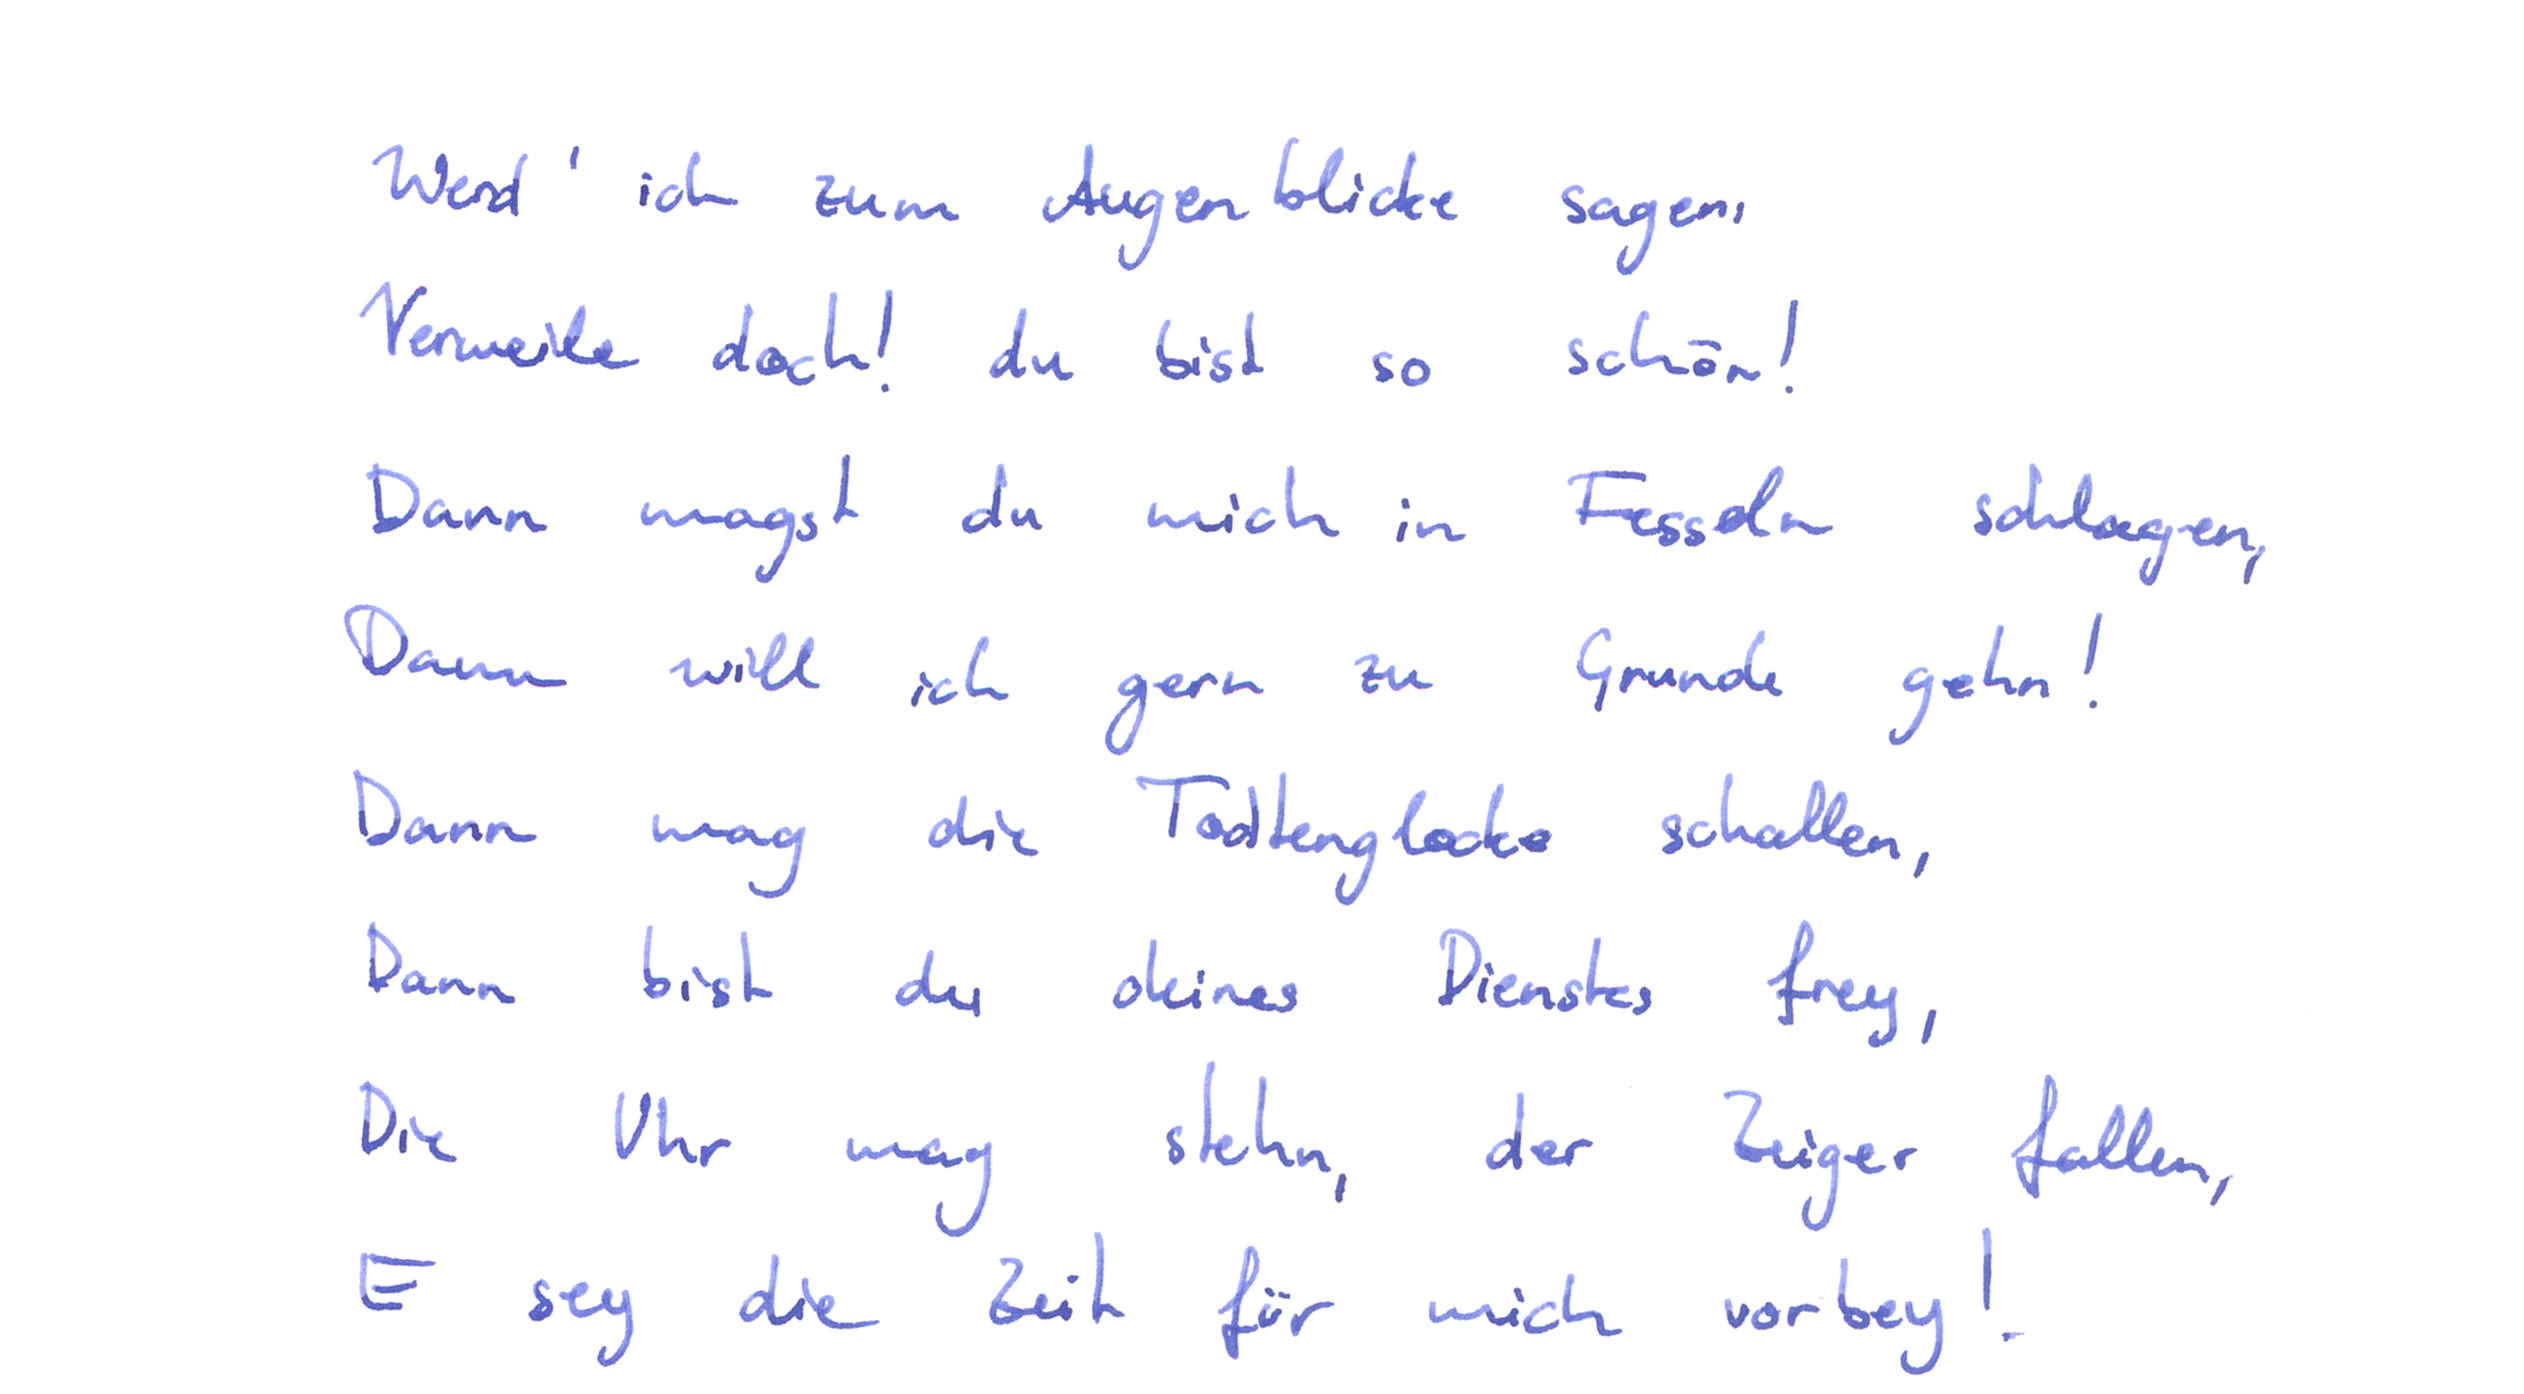 Werd' ich zum Augenblicke sagen,
Verweile doch! du bist so schön!
Dann magst du mich in Fesseln schlagen,
Dann will ich gern zu Grunde gehn!
Dann mag die Todtenglocke schallen,
Dann bist du deines Dienstes frey,
Die Uhr mag stehn, der Zeiger fallen,
E sey die Zeit für mich vorbey!